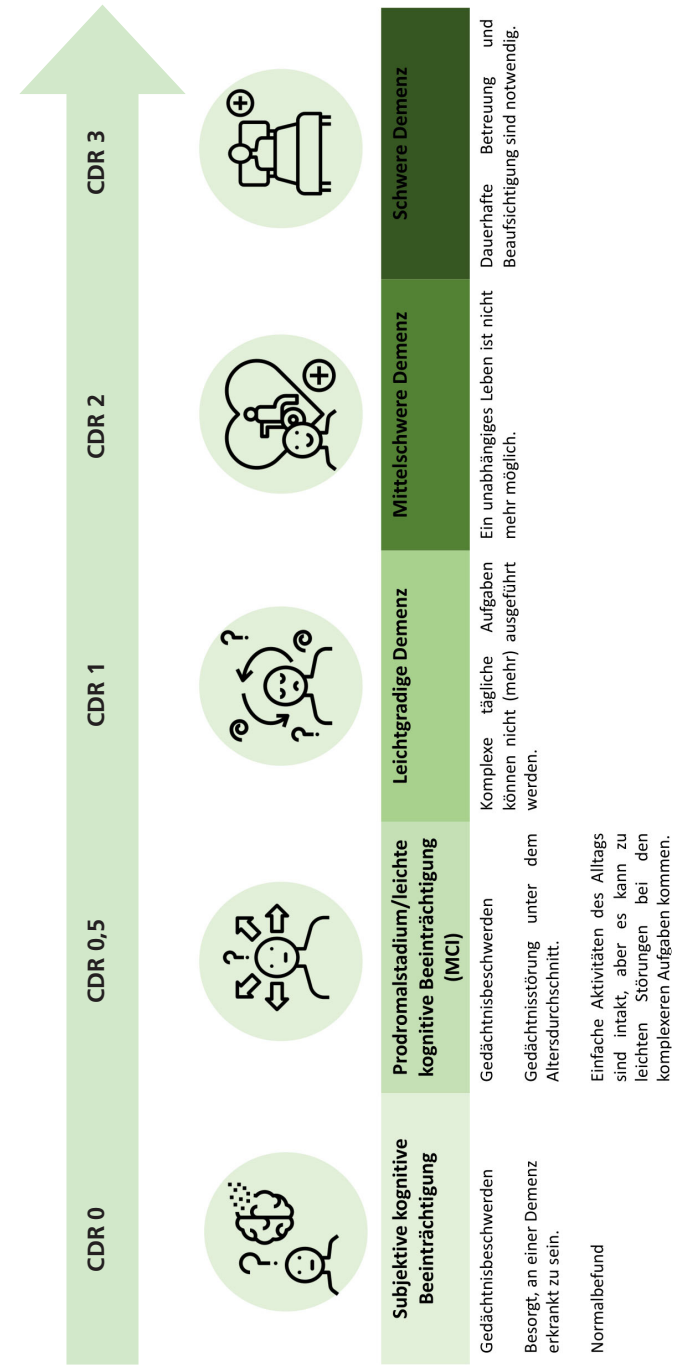 CDR 0
CDR 0,5
CDR 1
CDR 2
CDR 3
Subjektive kognitive
Beeinträchtigung
Gedächtnisbeschwerden
Besorgt, an einer Demenz
erkrankt zu sein.
Normalbefund
Prodromalstadium/leichte
kognitive Beeinträchtigung
(MCI)
Gedächtnisbeschwerden
Gedächtnisstörung unter dem
Altersdurchschnitt.
Einfache Aktivitäten des Alltags
sind intakt, aber es kann zu
leichten Störungen bei den
komplexeren Aufgaben kommen.
Leichtgradige Demenz
Komplexe tägliche Aufgaben
können nicht (mehr) ausgeführt
werden.
Mittelschwere Demenz
Ein unabhängiges Leben ist nicht
mehr möglich.
Schwere Demenz
Dauerhafte Betreuung und
Beaufsichtigung sind notwendig.